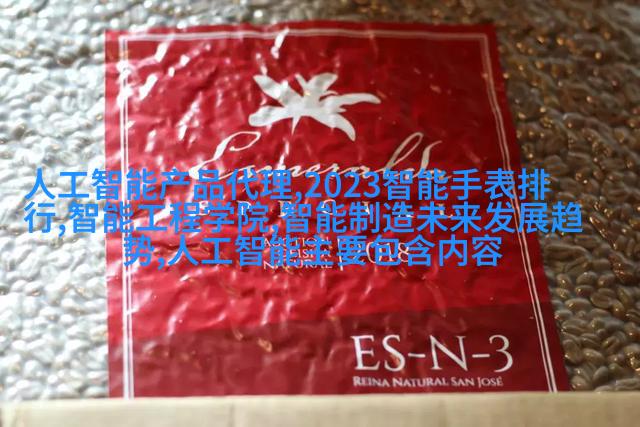 Esmeralda
人工智能产品代理,2023智能手表排
行,智能工程学院,智能制造未来发展趋
势,人工智能主要包含内容
ES-N-3
REINA NATURAL SAN JOSÉ